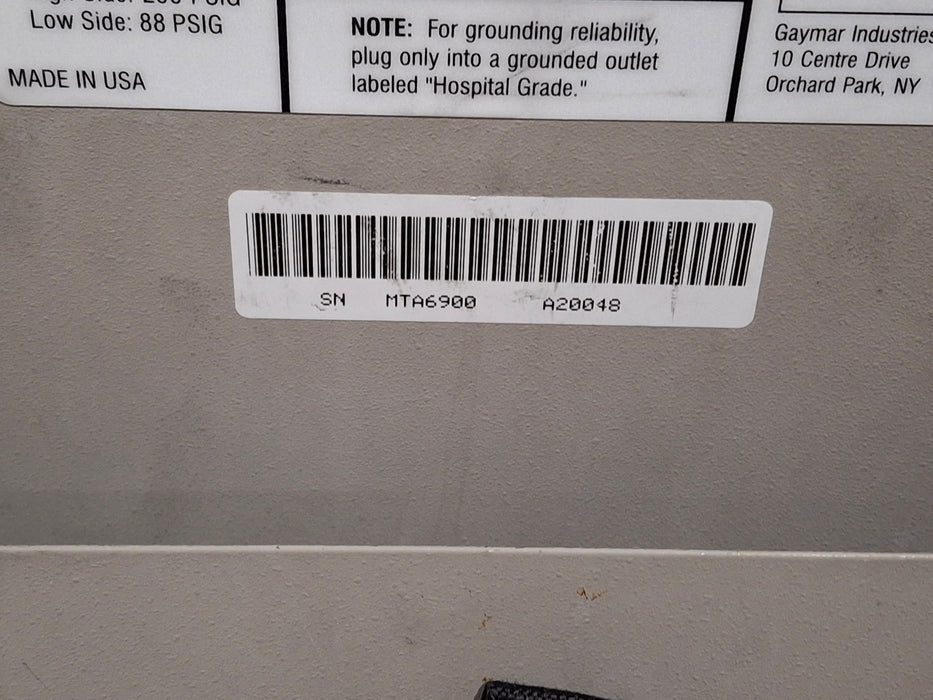 Low Side: 88 PSIG
MADE IN USA
NOTE: For grounding reliability,
plug only into a grounded outlet
labeled "Hospital Grade."
Gaymar Industries
10 Centre Drive
Orchard Park, NY
SN MTA6900 A20048